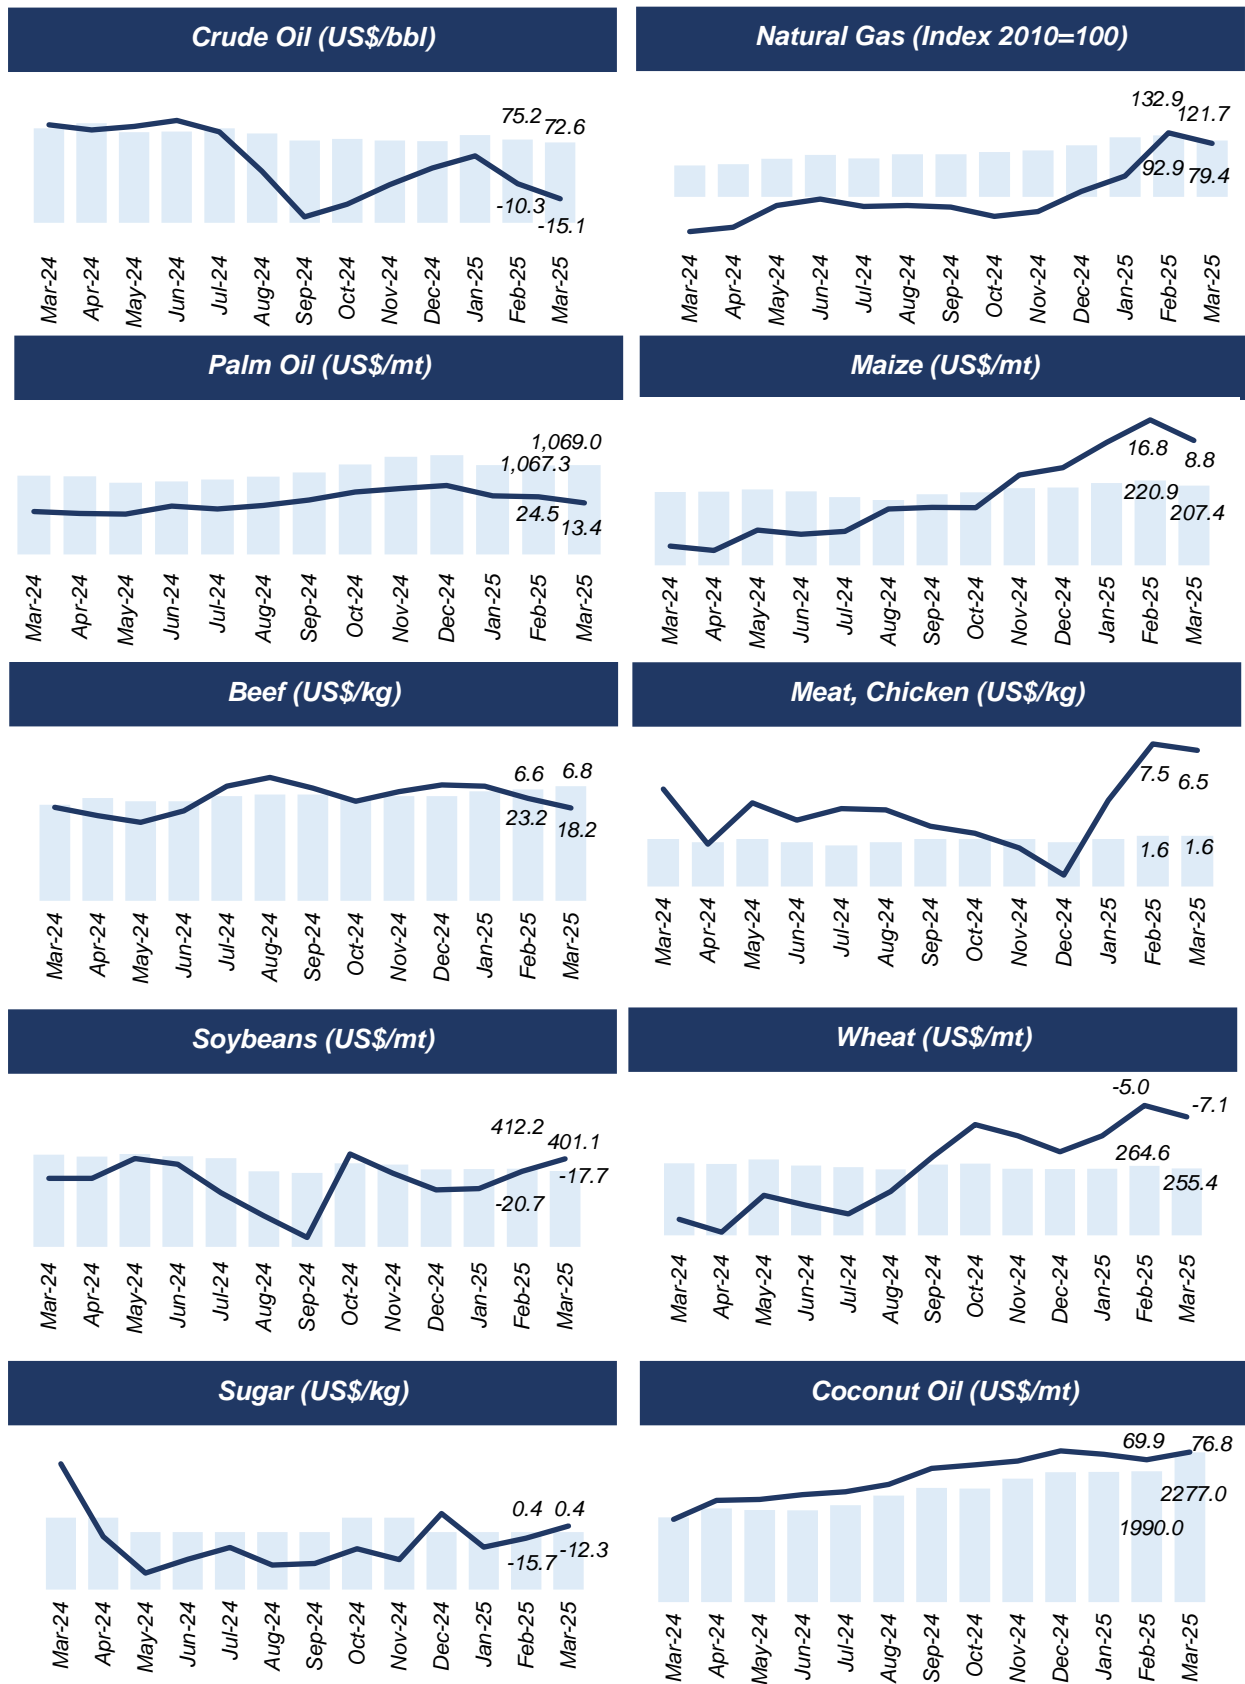 Crude Oil (US$/bbl)
75.2
72.6
-10.3
-15.1
Mar-24 Apr-24 May-24 Jun-24 Jul-24 Aug-24 Sep-24 Oct-24 Nov-24 Dec-24 Jan-25 Feb-25 Mar-25
Natural Gas (Index 2010=100)
132.9
121.7
92.9
79.4
Mar-24 Apr-24 May-24 Jun-24 Jul-24 Aug-24 Sep-24 Oct-24 Nov-24 Dec-24 Jan-25 Feb-25 Mar-25
Palm Oil (US$/mt)
1,069.0
1,067.3
24.5
13.4
Mar-24 Apr-24 May-24 Jun-24 Jul-24 Aug-24 Sep-24 Oct-24 Nov-24 Dec-24 Jan-25 Feb-25 Mar-25
Maize (US$/mt)
16.8
8.8
220.9
207.4
Mar-24 Apr-24 May-24 Jun-24 Jul-24 Aug-24 Sep-24 Oct-24 Nov-24 Dec-24 Jan-25 Feb-25 Mar-25
Beef (US$/kg)
6.6 6.8
23.2
18.2
Mar-24 Apr-24 May-24 Jun-24 Jul-24 Aug-24 Sep-24 Oct-24 Nov-24 Dec-24 Jan-25 Feb-25 Mar-25
Meat, Chicken (US$/kg)
7.5 6.5
1.6 1.6
Mar-24 Apr-24 May-24 Jun-24 Jul-24 Aug-24 Sep-24 Oct-24 Nov-24 Dec-24 Jan-25 Feb-25 Mar-25
Soybeans (US$/mt)
412.2
401.1
-17.7
-20.7
Mar-24 Apr-24 May-24 Jun-24 Jul-24 Aug-24 Sep-24 Oct-24 Nov-24 Dec-24 Jan-25 Feb-25 Mar-25
Wheat (US$/mt)
-5.0
-7.1
264.6
255.4
Mar-24 Apr-24 May-24 Jun-24 Jul-24 Aug-24 Sep-24 Oct-24 Nov-24 Dec-24 Jan-25 Feb-25 Mar-25
Sugar (US$/kg)
0.4 0.4
-15.7
-12.3
Mar-24 Apr-24 May-24 Jun-24 Jul-24 Aug-24 Sep-24 Oct-24 Nov-24 Dec-24 Jan-25 Feb-25 Mar-25
Coconut Oil (US$/mt)
69.9 76.8
2277.0
1990.0
Mar-24 Apr-24 May-24 Jun-24 Jul-24 Aug-24 Sep-24 Oct-24 Nov-24 Dec-24 Jan-25 Feb-25 Mar-25